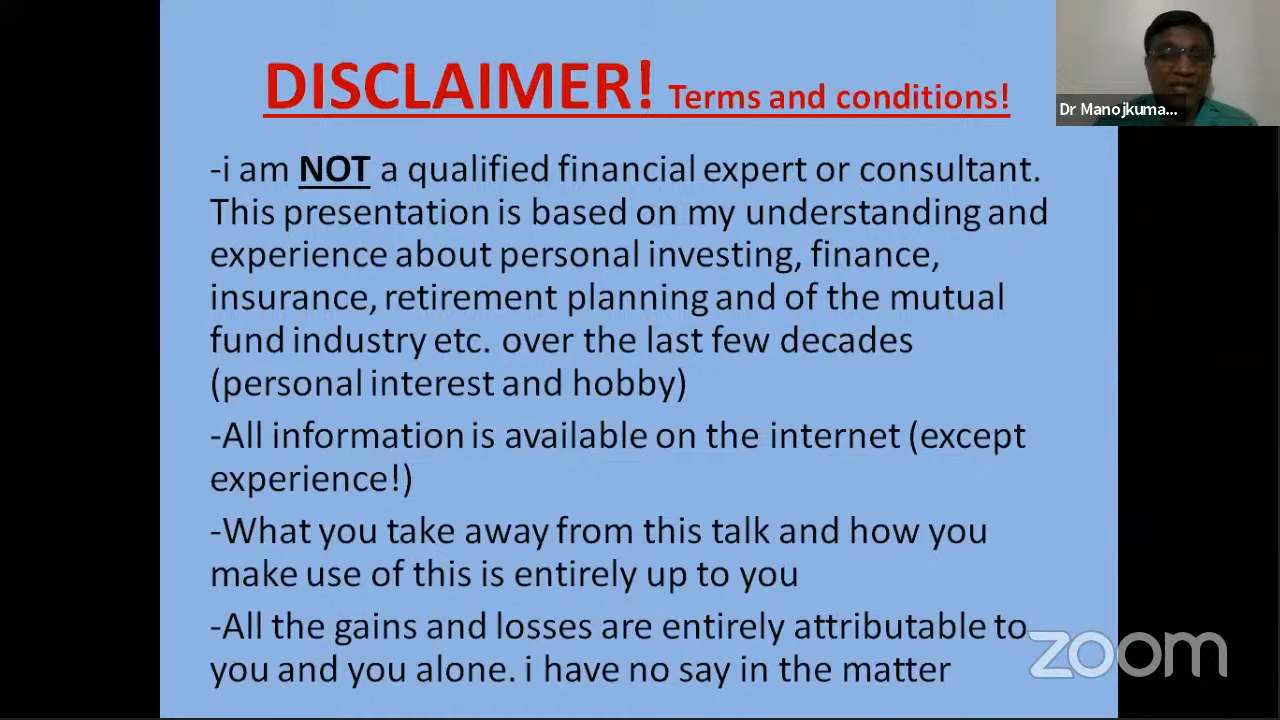 DISCLAIMER! Terms and conditions!
Dr Manojkuma...
-i am NOT a qualified financial expert or consultant.
This presentation is based on my understanding and
experience about personal investing, finance,
insurance, retirement planning and of the mutual
fund industry etc. over the last few decades
(personal interest and hobby)
-All information is available on the internet (except
experience!)
-What you take away from this talk and how you
make use of this is entirely up to you
-All the gains and losses are entirely attributable to
you and you alone. i have no say in the matter
zoom